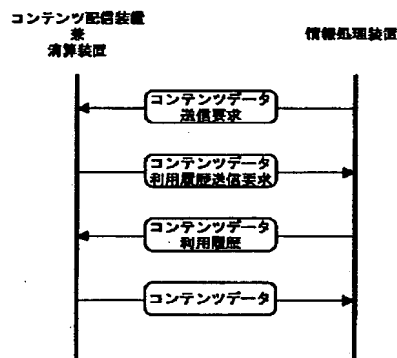 コンテンツ配信装置
兼
清算装置
情報処理装置
コンテンツデータ
送信要求
コンテンツデータ
利用履歴送信要求
コンテンツデータ
利用履歴
コンテンツデータ